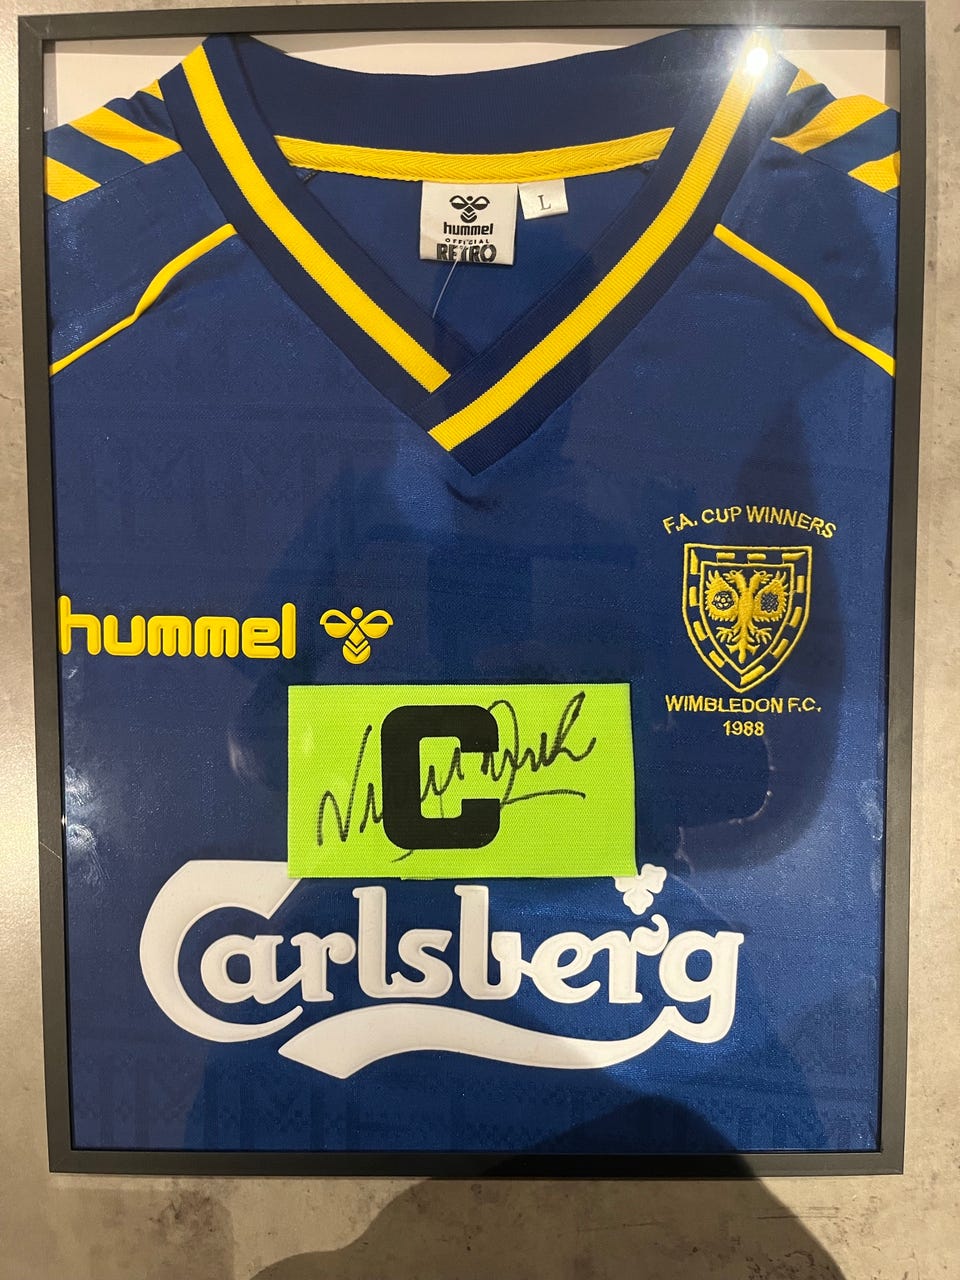 hummel
OFFICIAL
RETRO
L
F.A. CUP WINNERS
hummel
WIMBLEDON F.C.
1988
C
Carlsberg